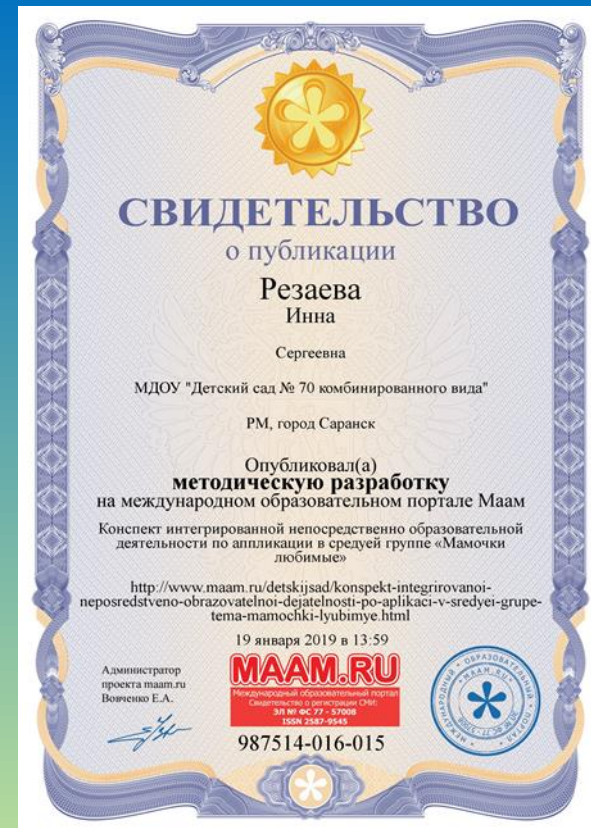 СВИДЕТЕЛЬСТВО
о публикации
Резаева
Инна
Сергеевна
МДОУ "Детский сад № 70 комбинированного вида"
РМ, город Саранск
Опубликовал(а)
методическую разработку
на международном образовательном портале Маам
Конспект интегрированной непосредственно образовательной
деятельности по аппликации в средуей группе «Мамочки
любимые»
http://www.maam.ru/detskijsad/konspekt-integrirovanoi-
neposredstveno-obrazovatelnoi-dejatelnosti-po-aplikaci-v-sredyei-grupe-
tema-mamochki-lyubimye.html
19 января 2019 в 13:59
Администратор
проекта maam.ru
Вовченко Е.А.
MAAM.RU
Международный образовательный портал
Свидетельство о регистрации СМИ:
ЭЛ № ФС 77 - 57008
ISSN 2587-9545
987514-016-015
МЕЖДУНАРОДНЫЙ ОБРАЗОВАТЕЛЬНЫЙ ПОРТАЛ